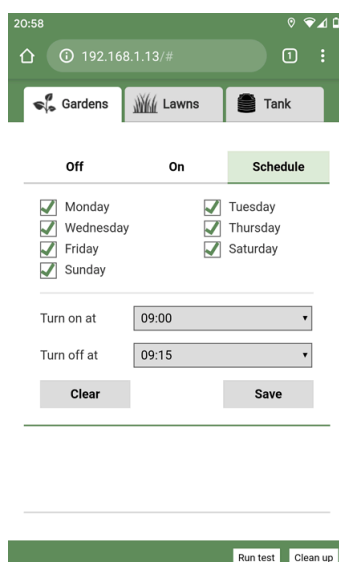 20:58
192.168.1.13/#
1
Gardens Lawns Tank
Off On Schedule
Monday Tuesday
Wednesday Thursday
Friday Saturday
Sunday
Turn on at 09:00
Turn off at 09:15
Clear Save
Run test Clean up